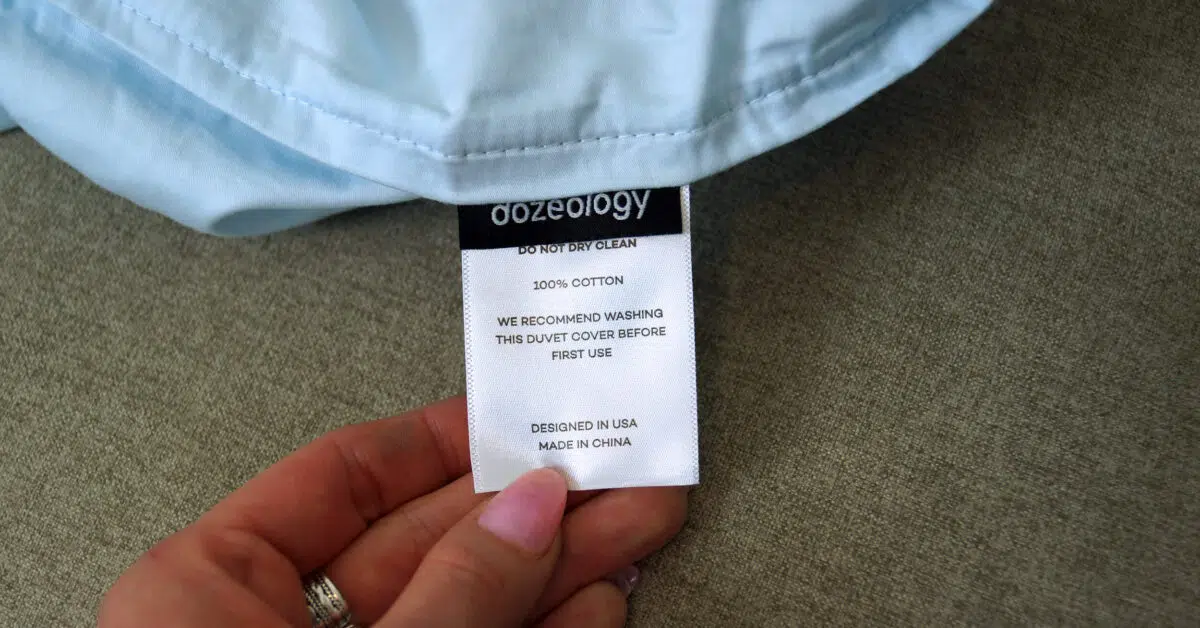 dozeology
DO NOT DRY CLEAN
100% COTTON
WE RECOMMEND WASHING
THIS DUVET COVER BEFORE
FIRST USE
DESIGNED IN USA
MADE IN CHINA